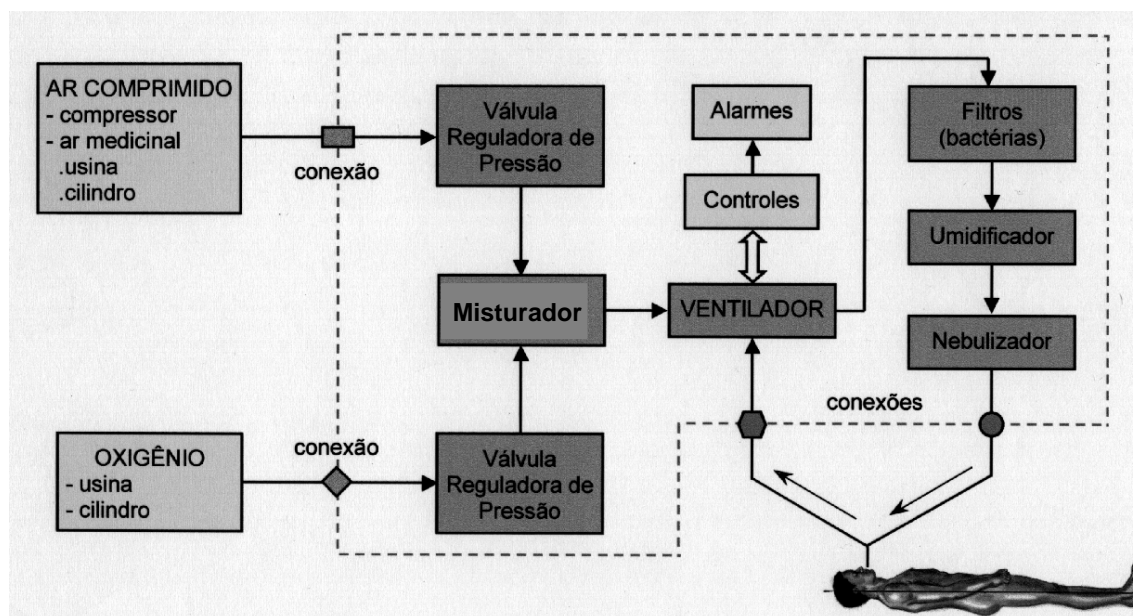 AR COMPRIMIDO
- compressor
- ar medicinal
.usina
.cilindro
conexão
Válvula
Reguladora de
Pressão
Alarmes
Controles
Filtros
(bactérias)
Umidificador
Misturador
VENTILADOR
Nebulizador
conexões
OXIGÊNIO
- usina
- cilindro
conexão
Válvula
Reguladora de
Pressão